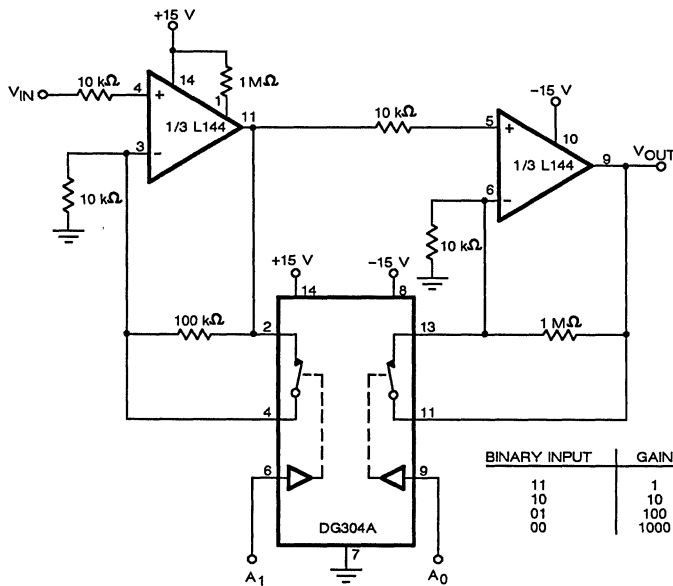 +15 V
10 kΩ
V_IN
4
14
1
1 MΩ
+
1/3 L144
11
3
−
10 kΩ
10 kΩ
−15 V
5
10
+
1/3 L144
9
V_OUT
6
−
10 kΩ
+15 V
−15 V
14
8
100 kΩ
2
13
1 MΩ
4
11
6
9
DG304A
7
A1
A0
BINARY INPUT GAIN
11 1
10 10
01 100
00 1000